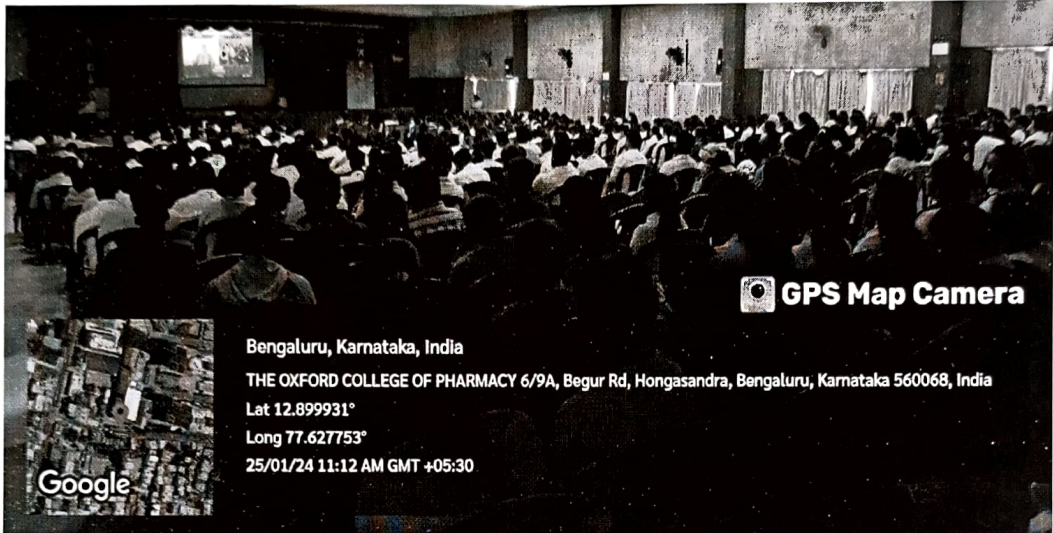 GPS Map Camera
Bengaluru, Karnataka, India
THE OXFORD COLLEGE OF PHARMACY 6/9A, Begur Rd, Hongasandra, Bengaluru, Karnataka 560068, India
Lat 12.899931°
Long 77.627753°
25/01/24 11:12 AM GMT +05:30
Google